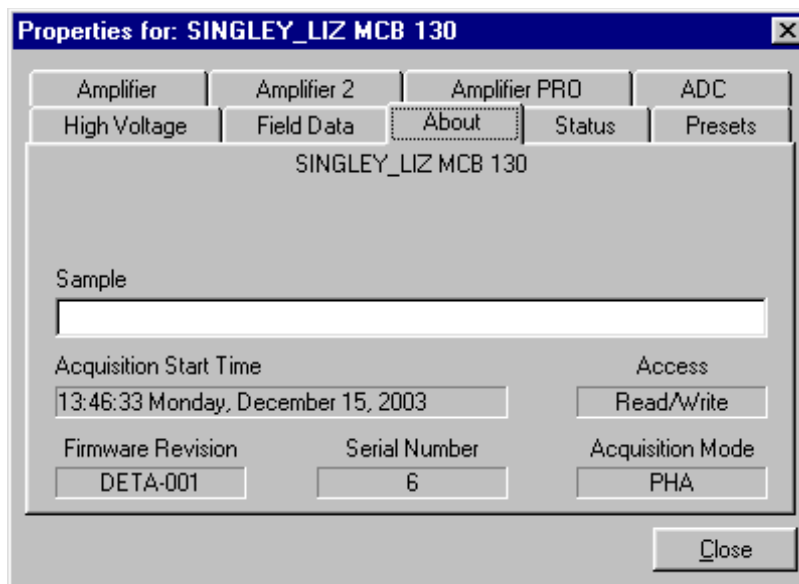 Properties for: SINGLEY_LIZ MCB 130
Amplifier Amplifier 2 Amplifier PRO ADC
High Voltage Field Data About Status Presets
SINGLEY_LIZ MCB 130
Sample
Acquisition Start Time Access
13:46:33 Monday, December 15, 2003 Read/Write
Firmware Revision Serial Number Acquisition Mode
DETA-001 6 PHA
Close